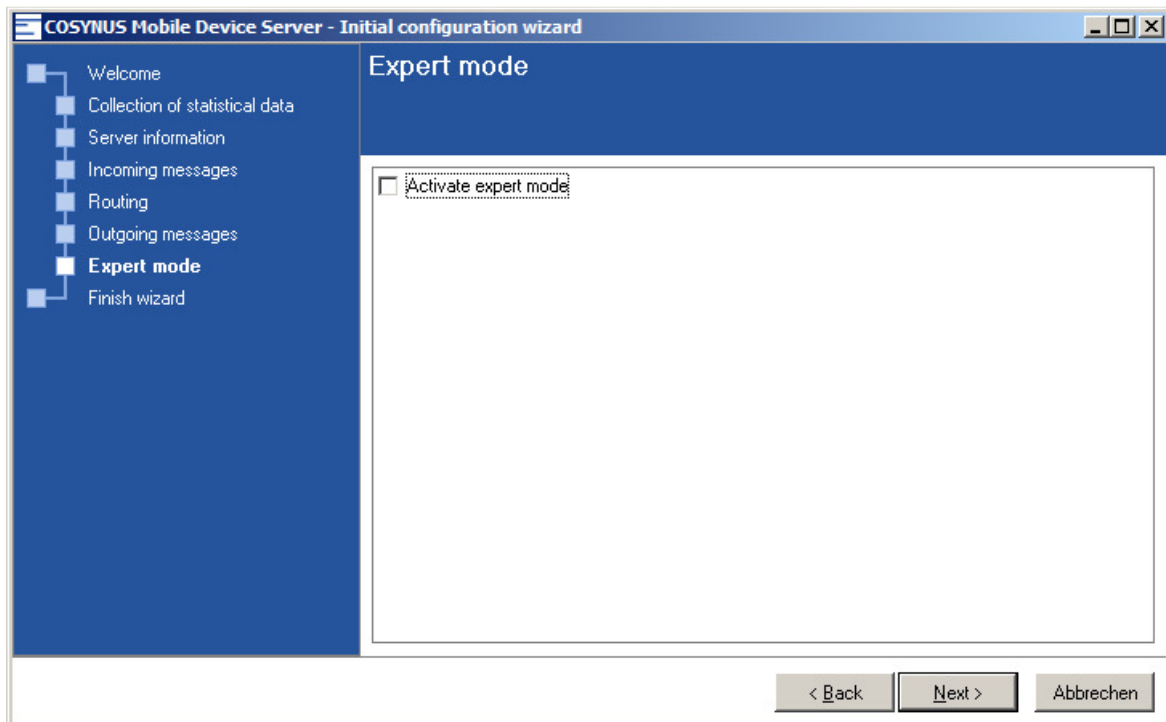 COSYNUS Mobile Device Server - Initial configuration wizard
Welcome
Collection of statistical data
Server information
Incoming messages
Routing
Outgoing messages
Expert mode
Finish wizard
Expert mode
Activate expert mode
< Back
Next >
Abbrechen